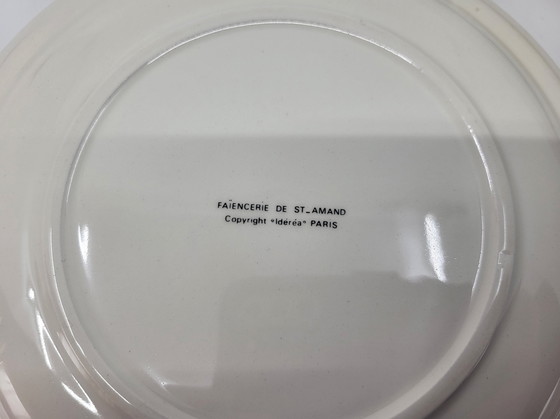 FAÏENCERIE DE ST_AMAND
Copyright "Idéréa" PARIS